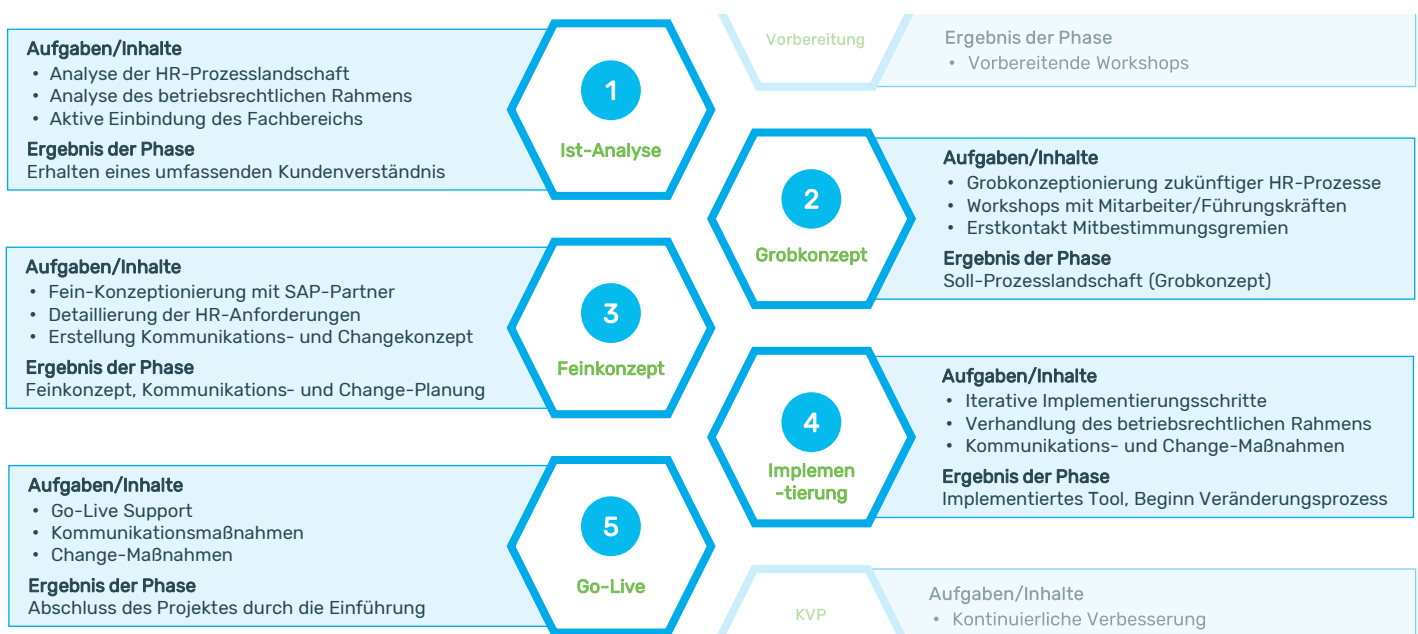 Vorbereitung
Ergebnis der Phase
• Vorbereitende Workshops
Aufgaben/Inhalte
• Analyse der HR-Prozesslandschaft
• Analyse des betriebsrechtlichen Rahmens
• Aktive Einbindung des Fachbereichs
Ergebnis der Phase
Erhalten eines umfassenden Kundenverständnis
1
Ist-Analyse
2
Grobkonzept
Aufgaben/Inhalte
• Grobkonzeptionierung zukünftiger HR-Prozesse
• Workshops mit Mitarbeiter/Führungskräften
• Erstkontakt Mitbestimmungsgremien
Ergebnis der Phase
Soll-Prozesslandschaft (Grobkonzept)
Aufgaben/Inhalte
• Fein-Konzeptionierung mit SAP-Partner
• Detaillierung der HR-Anforderungen
• Erstellung Kommunikations- und Changekonzept
Ergebnis der Phase
Feinkonzept, Kommunikations- und Change-Planung
3
Feinkonzept
4
Implemen
-tierung
Aufgaben/Inhalte
• Iterative Implementierungsschritte
• Verhandlung des betriebsrechtlichen Rahmens
• Kommunikations- und Change-Maßnahmen
Ergebnis der Phase
Implementiertes Tool, Beginn Veränderungsprozess
Aufgaben/Inhalte
• Go-Live Support
• Kommunikationsmaßnahmen
• Change-Maßnahmen
Ergebnis der Phase
Abschluss des Projektes durch die Einführung
5
Go-Live
KVP
Aufgaben/Inhalte
• Kontinuierliche Verbesserung